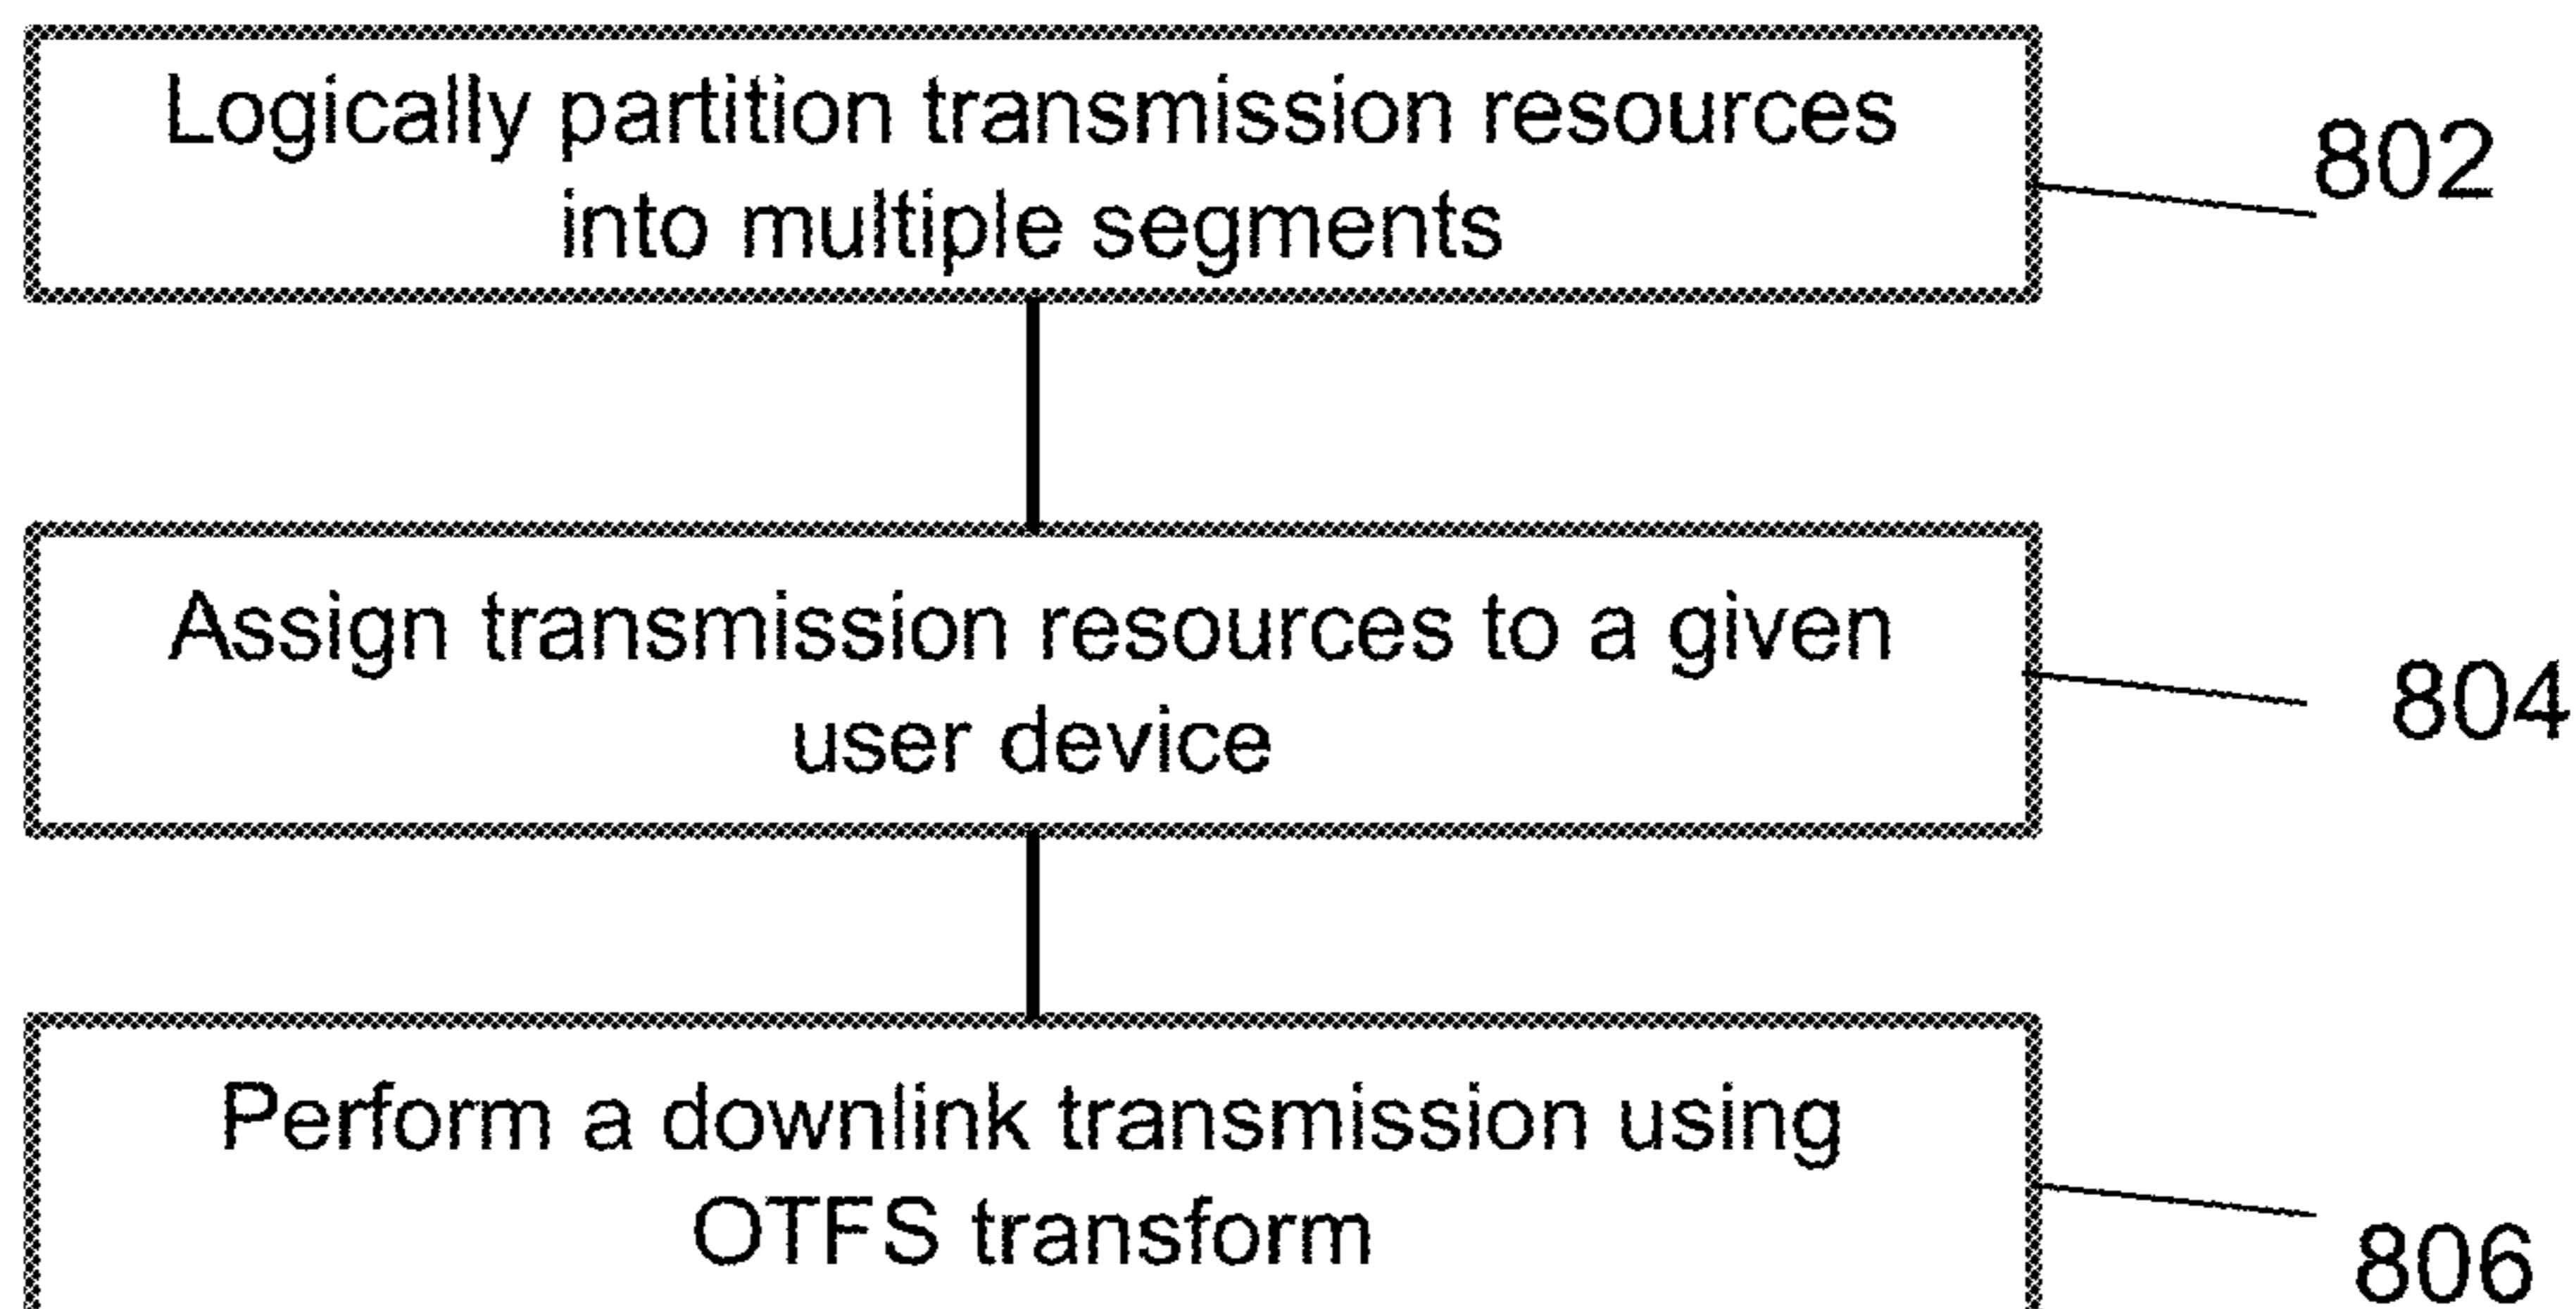 Logically partition transmission resources
into multiple segments
802
Assign transmission resources to a given
user device
804
Perform a downlink transmission using
OTFS transform
806